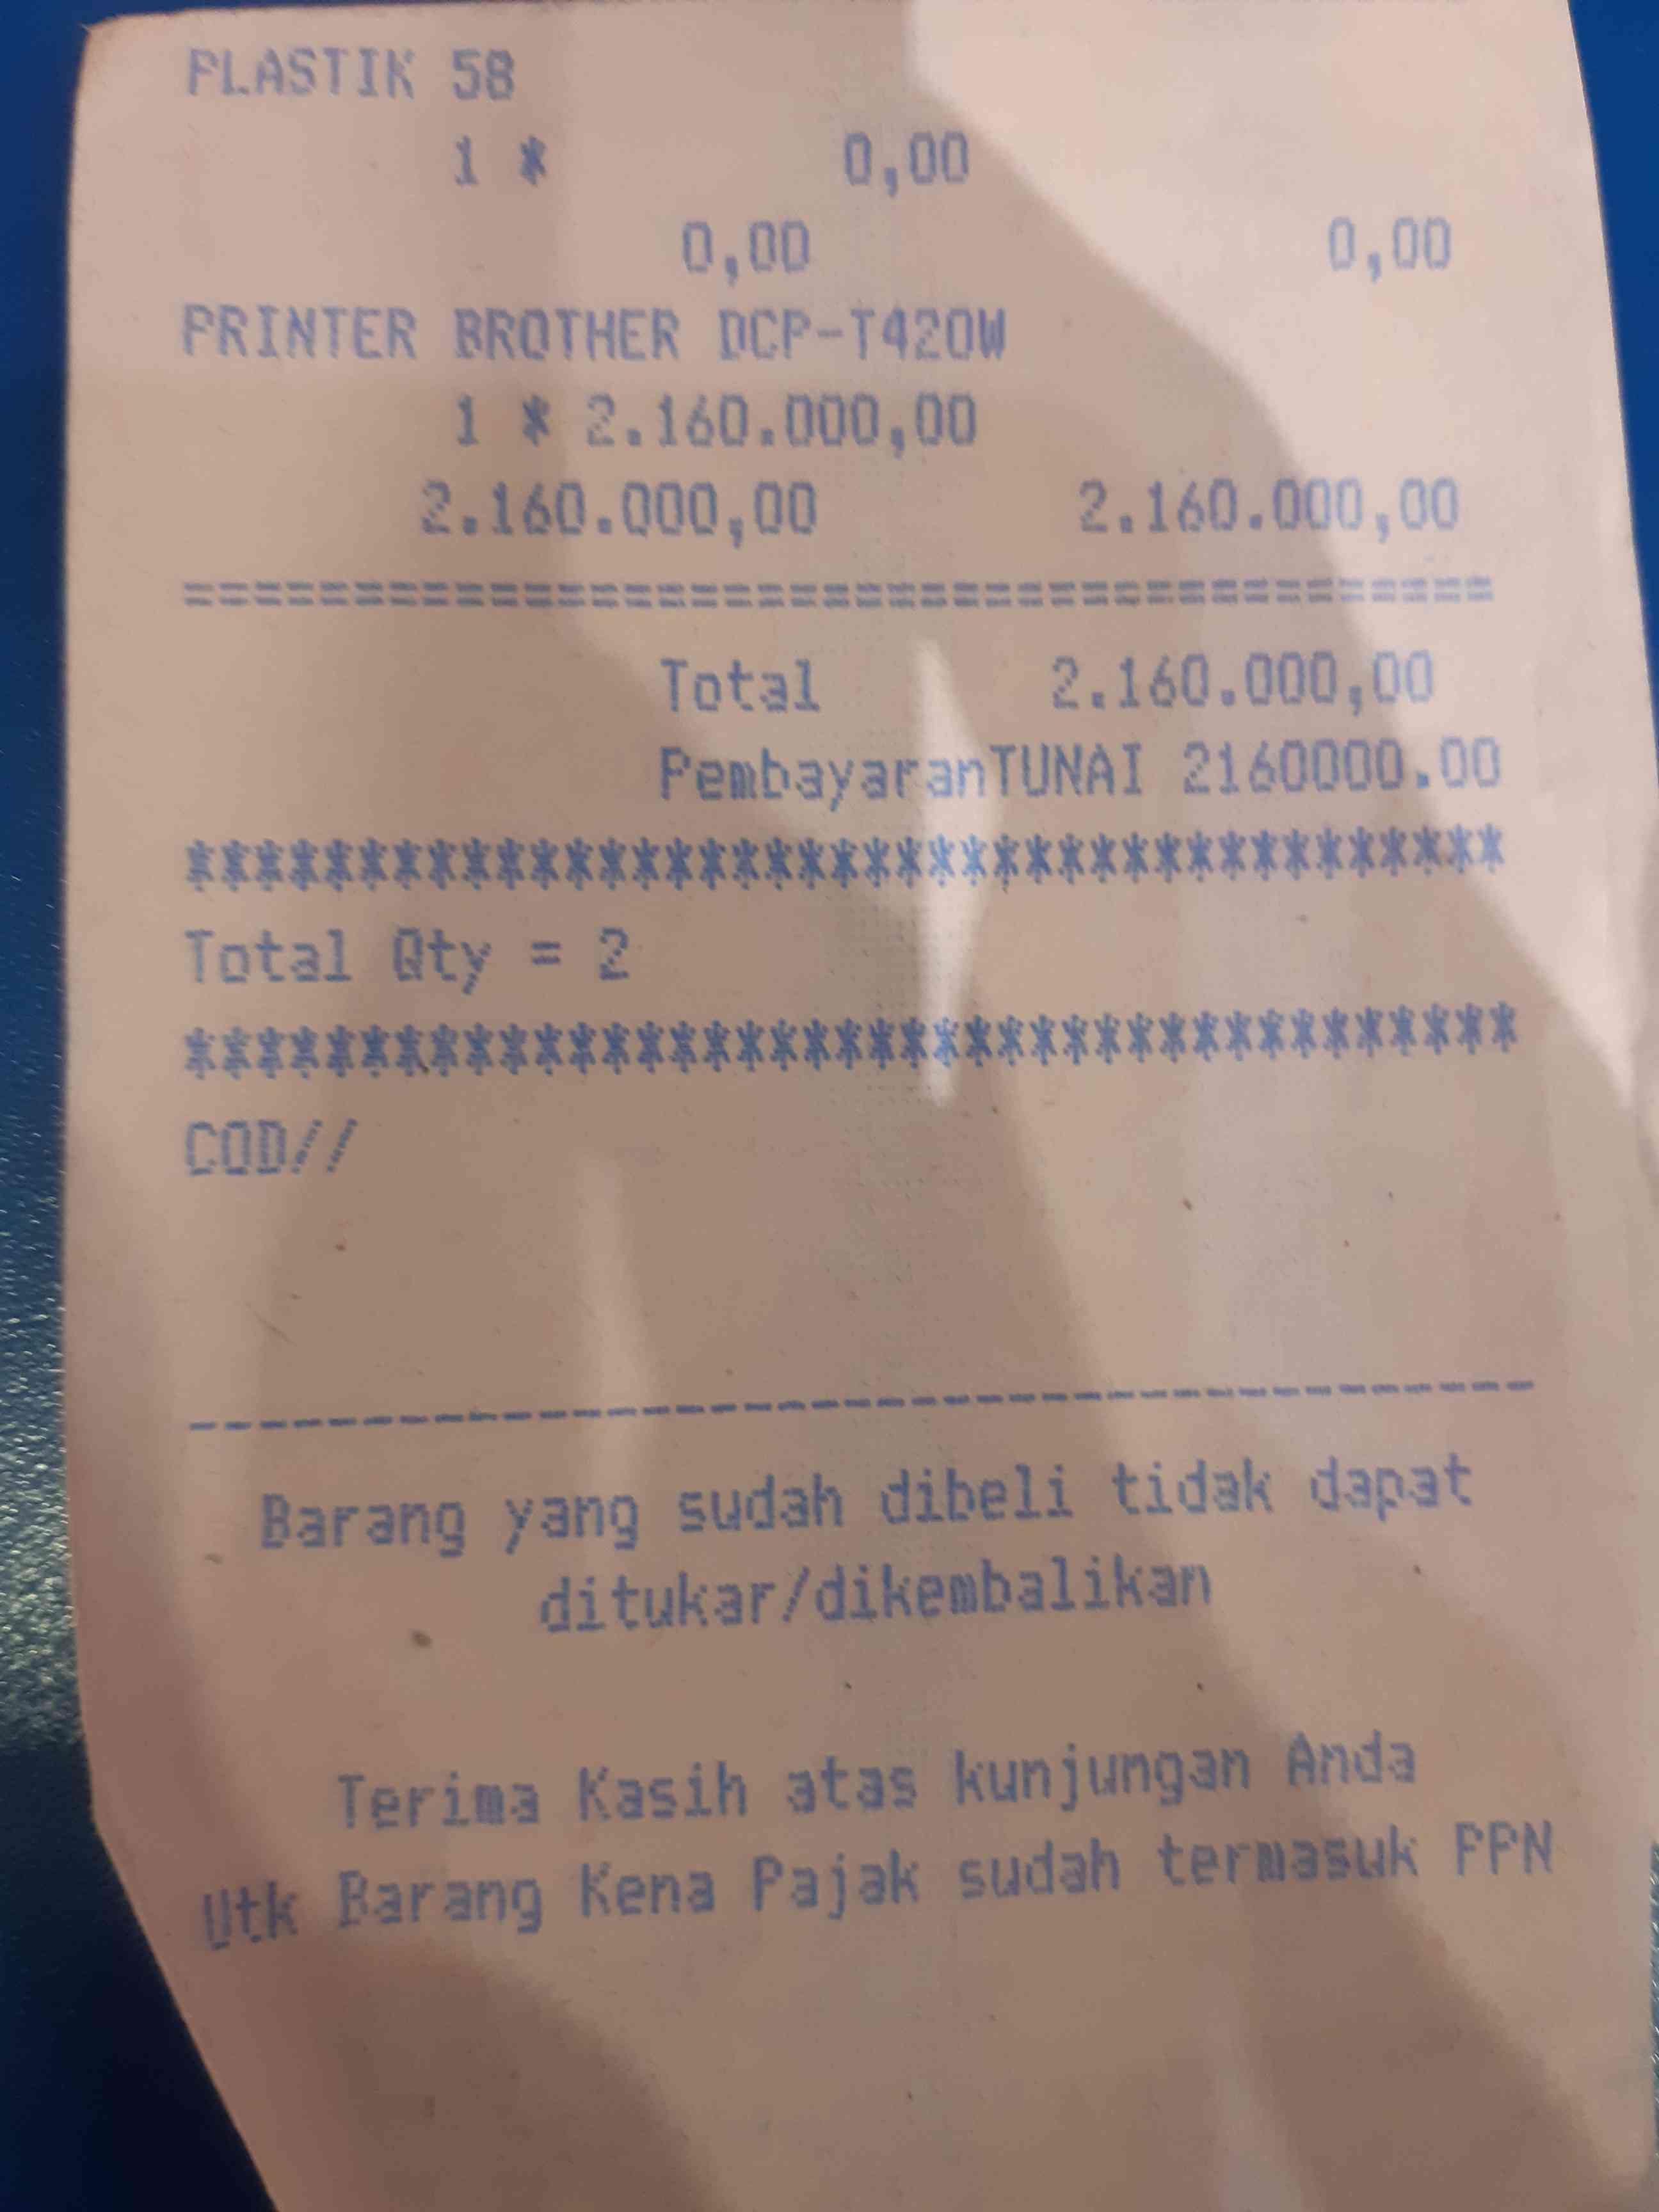 PLASTIK 58
1 * 0,00
0,00 0,00
PRINTER BROTHER DCP-T420W
1 * 2.160.000,00
2.160.000,00 2.160.000,00
=======================================
Total 2.160.000,00
PembayaranTUNAI 2160000.00
***************************************
Total Qty = 2
***************************************
COD//
---------------------------------------
Barang yang sudah dibeli tidak dapat
ditukar/dikembalikan
Terima Kasih atas kunjungan Anda
Utk Barang Kena Pajak sudah termasuk PPN